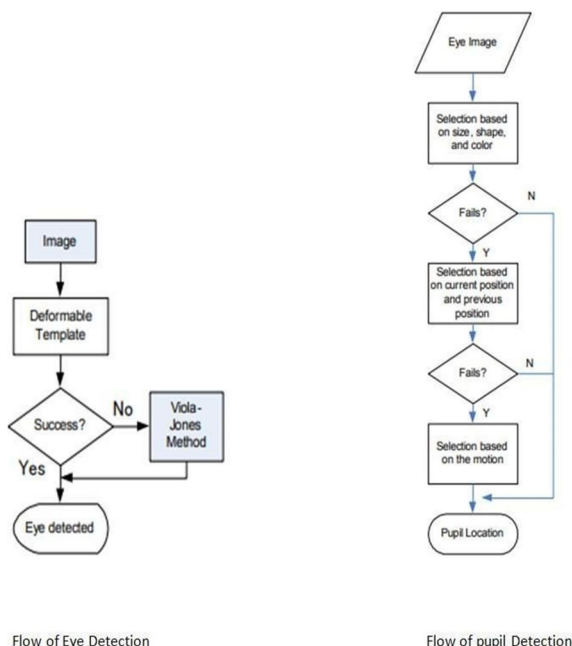 Image
Deformable
Template
Success?
No
Viola-
Jones
Method
Yes
Eye detected
Flow of Eye Detection
Eye Image
Selection based
on size, shape,
and color
Fails?
N
Y
Selection based
on current position
and previous
position
Fails?
N
Y
Selection based
on the motion
Pupil Location
Flow of pupil Detection